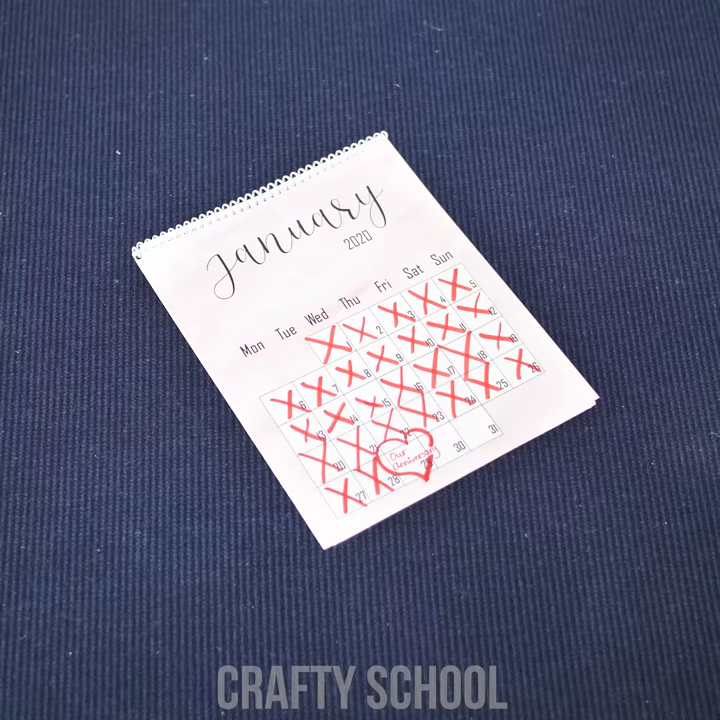 January
2020
Mon Tue Wed Thu Fri Sat Sun
1 2 3 4 5
6 7 8 9 10 11 12
13 14 15 16 17 18 19
20 21 22 23 24 25 26
27 28 29 30 31
Our
Anniversary
CRAFTY SCHOOL